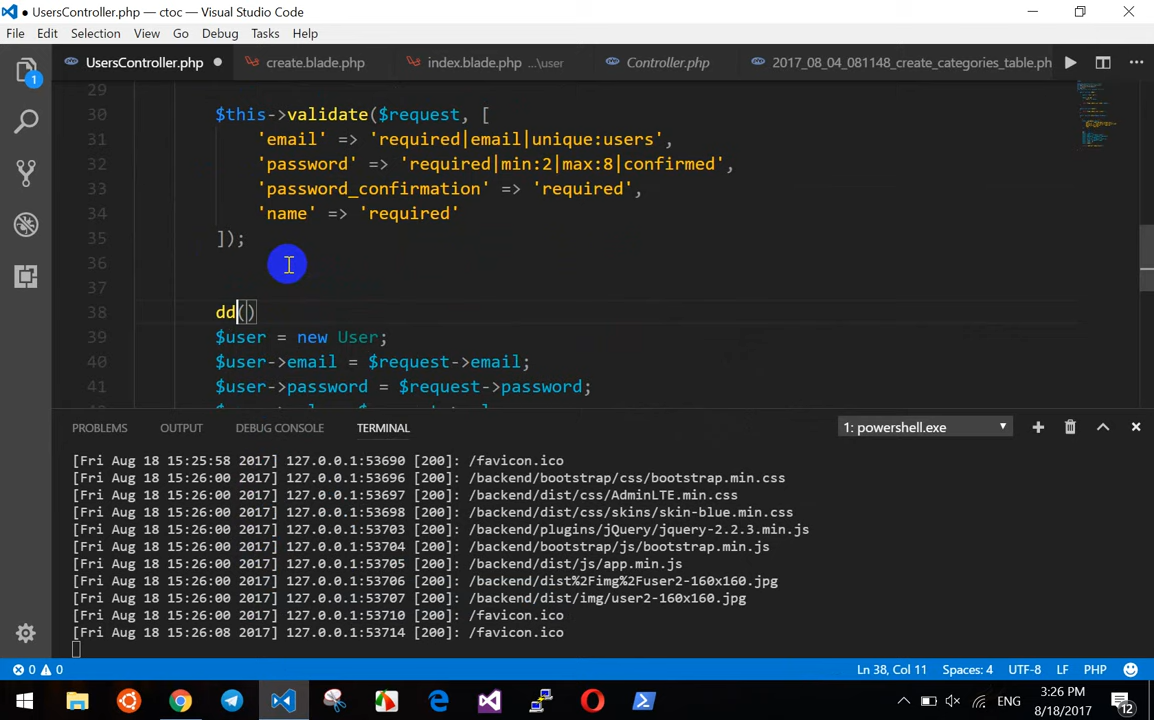 ● UsersController.php — ctoc — Visual Studio Code
File Edit Selection View Go Debug Tasks Help
UsersController.php ● create.blade.php index.blade.php ...\user Controller.php 2017_08_04_081148_create_categories_table.php
29
30 $this->validate($request, [
31 'email' => 'required|email|unique:users',
32 'password' => 'required|min:2|max:8|confirmed',
33 'password_confirmation' => 'required',
34 'name' => 'required'
35 ]);
36
37
38 dd()
39 $user = new User;
40 $user->email = $request->email;
41 $user->password = $request->password;
PROBLEMS OUTPUT DEBUG CONSOLE TERMINAL 1: powershell.exe
[Fri Aug 18 15:25:58 2017] 127.0.0.1:53690 [200]: /favicon.ico
[Fri Aug 18 15:26:00 2017] 127.0.0.1:53696 [200]: /backend/bootstrap/css/bootstrap.min.css
[Fri Aug 18 15:26:00 2017] 127.0.0.1:53697 [200]: /backend/dist/css/AdminLTE.min.css
[Fri Aug 18 15:26:00 2017] 127.0.0.1:53698 [200]: /backend/dist/css/skins/skin-blue.min.css
[Fri Aug 18 15:26:00 2017] 127.0.0.1:53703 [200]: /backend/plugins/jQuery/jquery-2.2.3.min.js
[Fri Aug 18 15:26:00 2017] 127.0.0.1:53704 [200]: /backend/bootstrap/js/bootstrap.min.js
[Fri Aug 18 15:26:00 2017] 127.0.0.1:53705 [200]: /backend/dist/js/app.min.js
[Fri Aug 18 15:26:00 2017] 127.0.0.1:53706 [200]: /backend/dist%2Fimg%2Fuser2-160x160.jpg
[Fri Aug 18 15:26:00 2017] 127.0.0.1:53707 [200]: /backend/dist/img/user2-160x160.jpg
[Fri Aug 18 15:26:00 2017] 127.0.0.1:53710 [200]: /favicon.ico
[Fri Aug 18 15:26:08 2017] 127.0.0.1:53714 [200]: /favicon.ico
0 0 Ln 38, Col 11 Spaces: 4 UTF-8 LF PHP
ENG 3:26 PM
8/18/2017 12
1